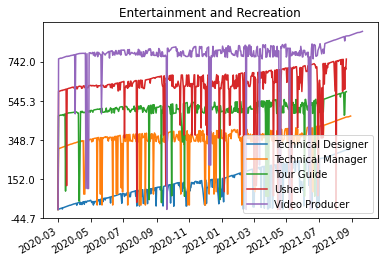 Entertainment and Recreation
742.0
545.3
348.7
152.0
-44.7
2020-03
2020-05
2020-07
2020-09
2020-11
2021-01
2021-03
2021-05
2021-07
2021-09
Technical Designer
Technical Manager
Tour Guide
Usher
Video Producer